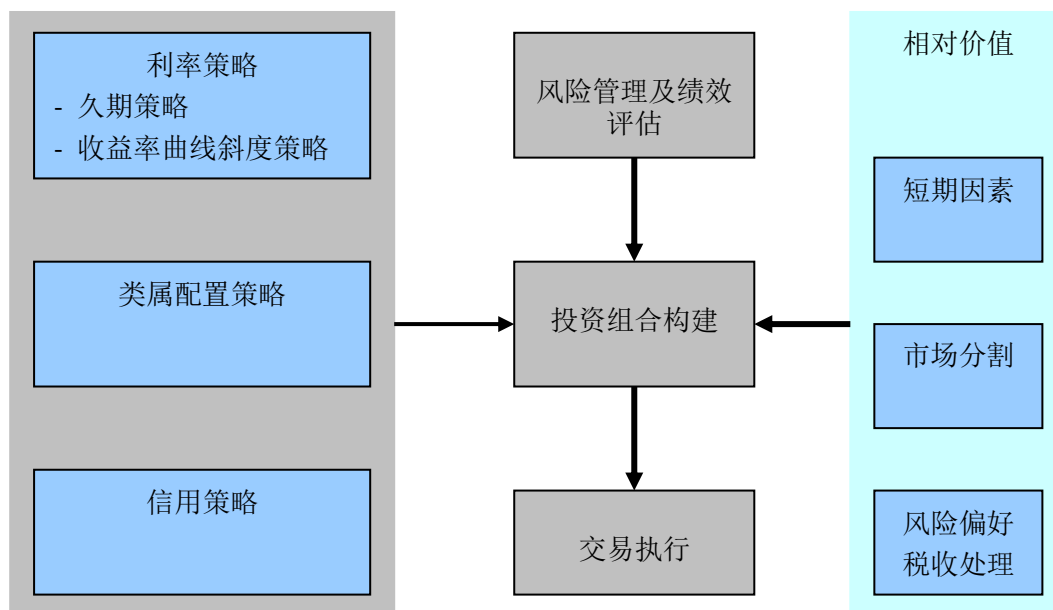 利率策略
- 久期策略
- 收益率曲线斜度策略
类属配置策略
信用策略
风险管理及绩效
评估
投资组合构建
交易执行
相对价值
短期因素
市场分割
风险偏好
税收处理